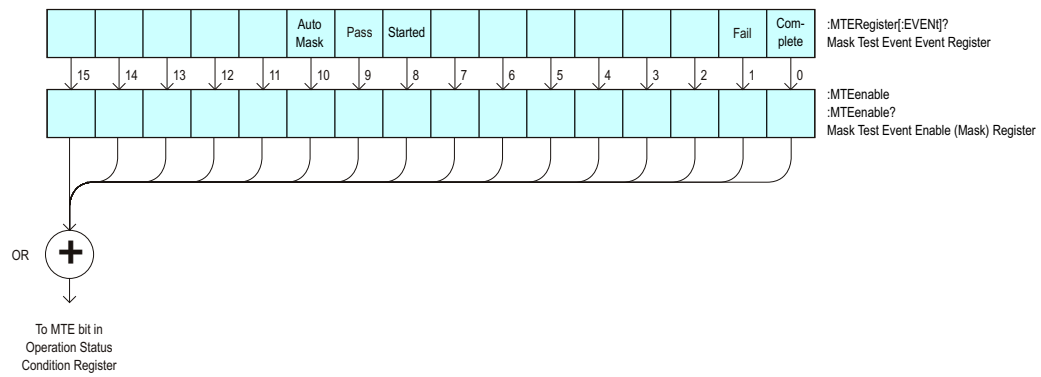 Auto Mask
Pass
Started
Fail
Com-
plete
:MTERegister[:EVENt]?
Mask Test Event Event Register
15 14 13 12 11 10 9 8 7 6 5 4 3 2 1 0
:MTEenable
:MTEenable?
Mask Test Event Enable (Mask) Register
OR
+
To MTE bit in
Operation Status
Condition Register